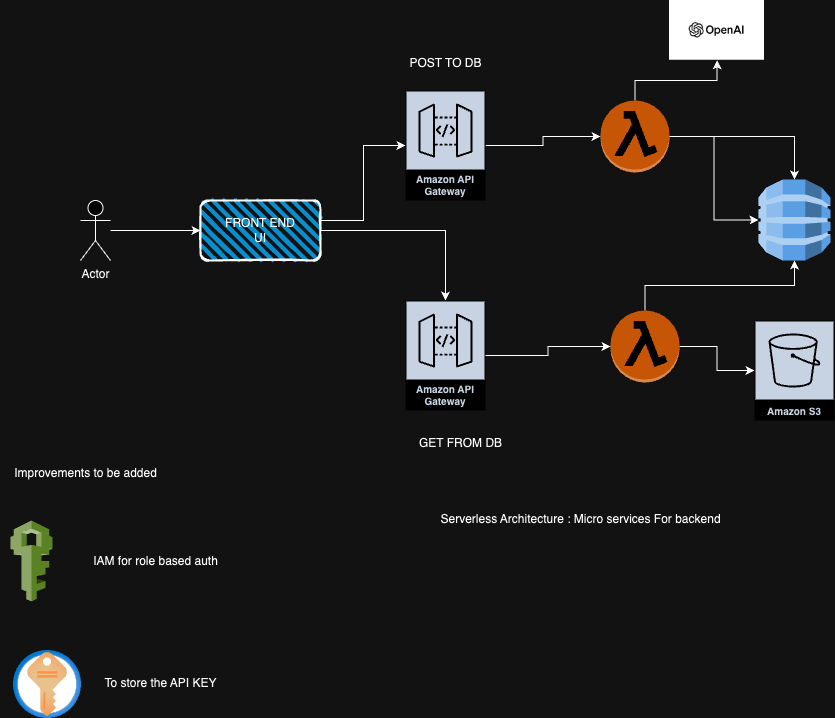 OpenAI
POST TO DB
</>
Amazon API
Gateway
λ
FRONT END
UI
Actor
</>
Amazon API
Gateway
λ
Amazon S3
GET FROM DB
Improvements to be added
Serverless Architecture : Micro services For backend
IAM for role based auth
To store the API KEY